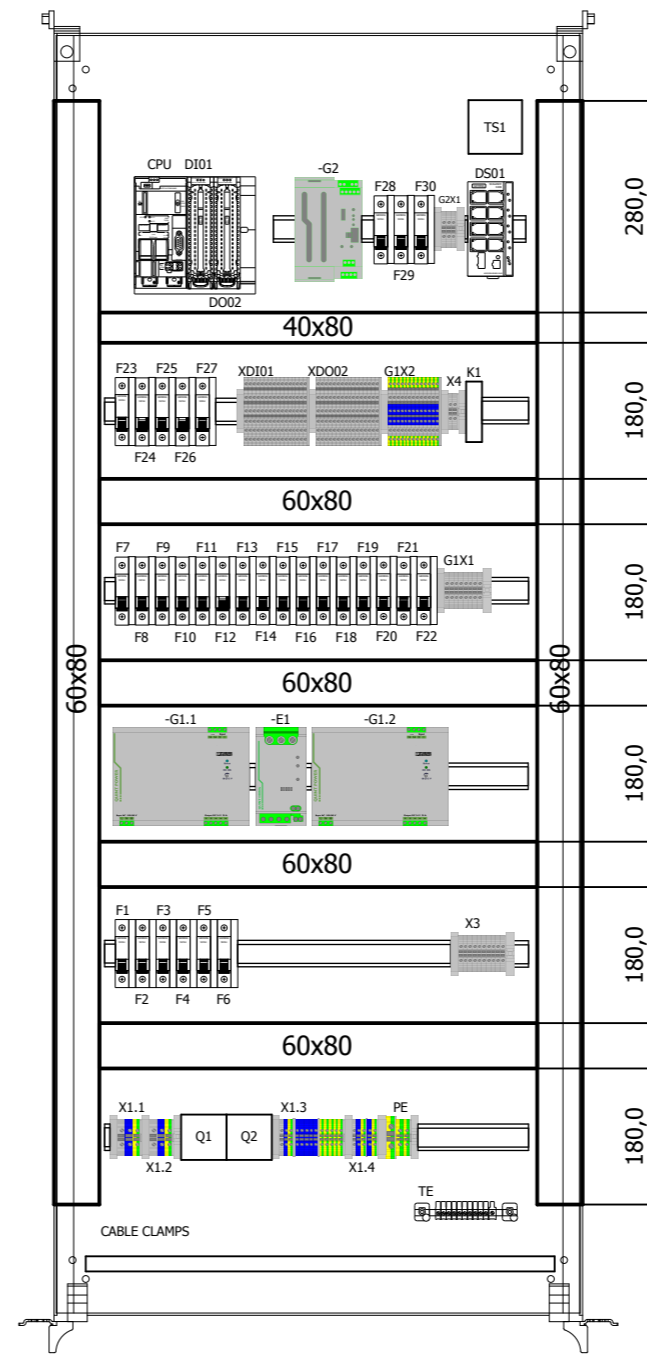 TS1
CPU DI01
-G2
F28 F30
G2X1
DS01
F29
DO02
280,0
40x80
F23 F25 F27
XDI01
XDO02
G1X2
X4
K1
F24 F26
180,0
60x80
F7 F9 F11 F13 F15 F17 F19 F21
G1X1
F8 F10 F12 F14 F16 F18 F20 F22
180,0
60x80
60x80
60x80
-G1.1
-E1
-G1.2
180,0
60x80
F1 F3 F5
X3
F2 F4 F6
180,0
60x80
X1.1
Q1
Q2
X1.3
PE
X1.2
X1.4
180,0
TE
CABLE CLAMPS